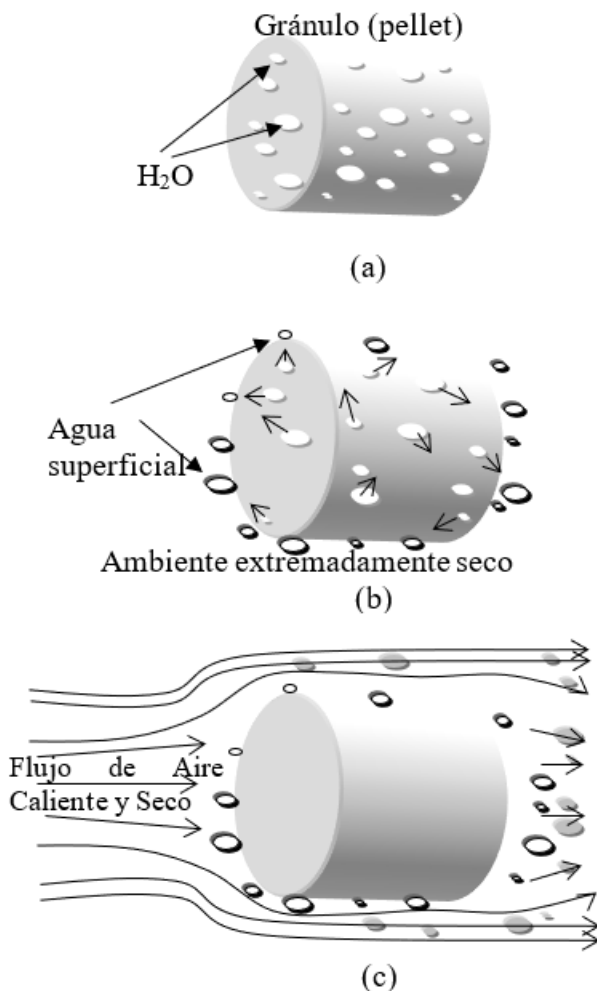 Gránulo (pellet)
H₂O
(a)
Agua
superficial
Ambiente extremadamente seco
(b)
Flujo de Aire
Caliente y Seco
(c)